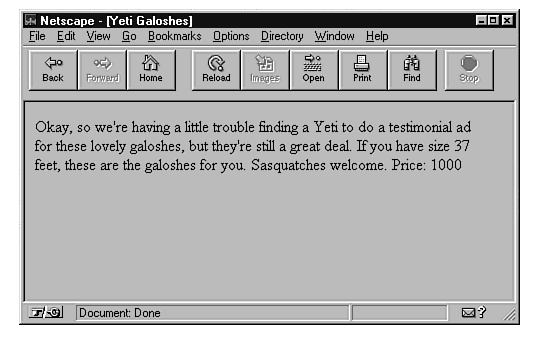 Netscape - [Yeti Galoshes]
File Edit View Go Bookmarks Options Directory Window Help
Back Forward Home Reload Images Open Print Find Stop
Okay, so we're having a little trouble finding a Yeti to do a testimonial ad
for these lovely galoshes, but they're still a great deal. If you have size 37
feet, these are the galoshes for you. Sasquatches welcome. Price: 1000
Document: Done ?